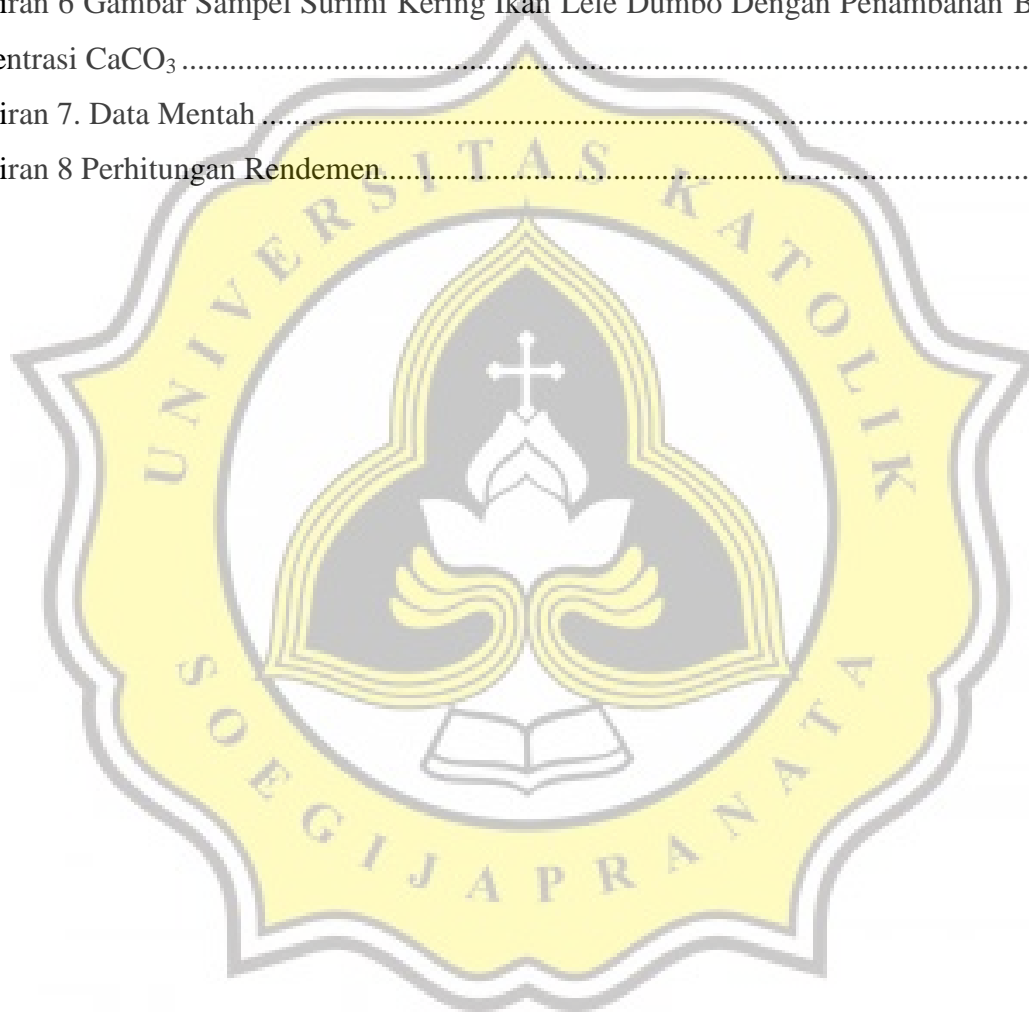 iran 6 Gambar Sampel Surimi Kering Ikan Lele Dumbo Dengan Penambahan B
entrasi CaCO₃ ............................................................
iran 7. Data Mentah ............................................................
iran 8 Perhitungan Rendemen ............................................................
UNIVERSITAS KATOLIK
SOEGIJAPRANATA